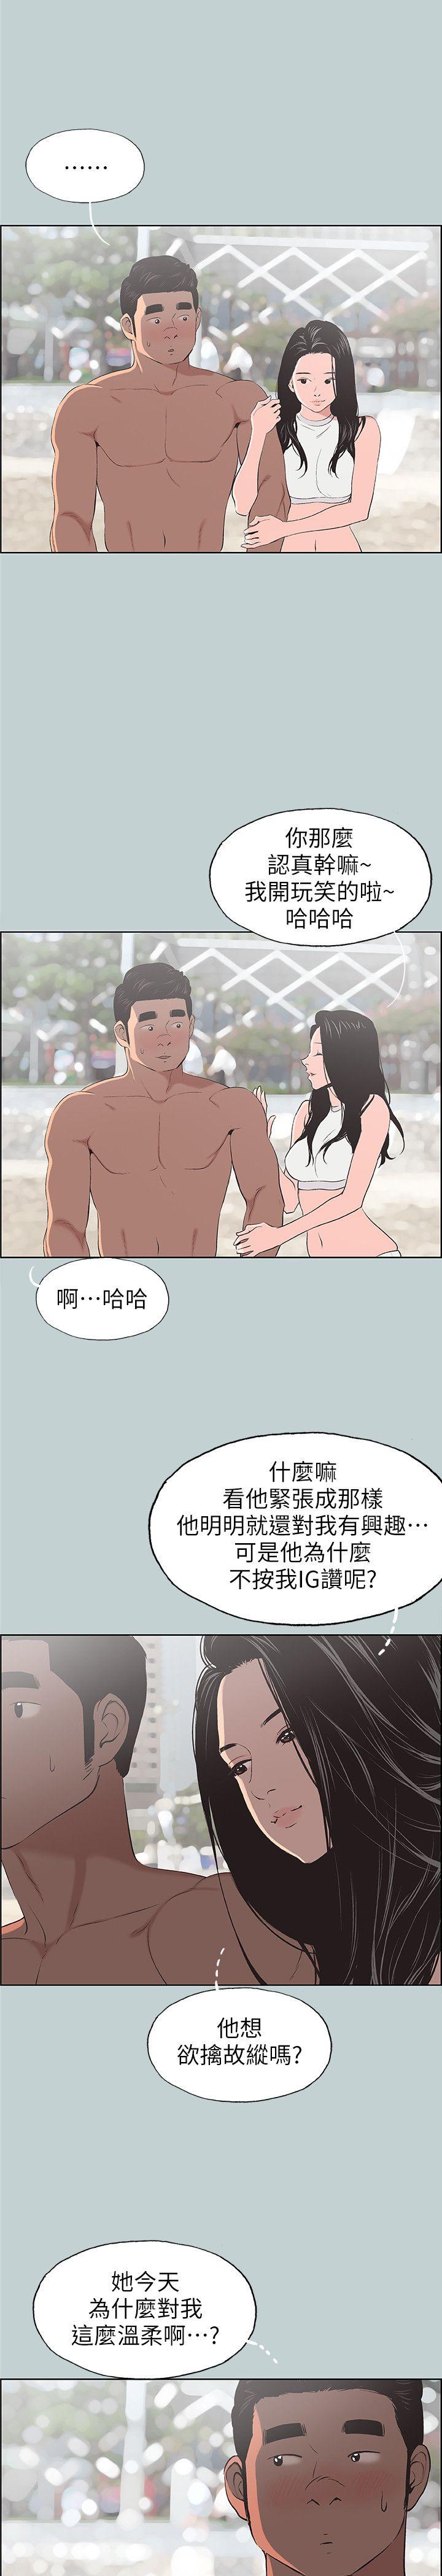 ……
你那麼
認真幹嘛~
我開玩笑的啦~
哈哈哈
啊…哈哈
什麼嘛
看他緊張成那樣
他明明就還對我有興趣…
可是他為什麼
不按我IG讚呢?
他想
欲擒故縱嗎?
她今天
為什麼對我
這麼溫柔啊…?